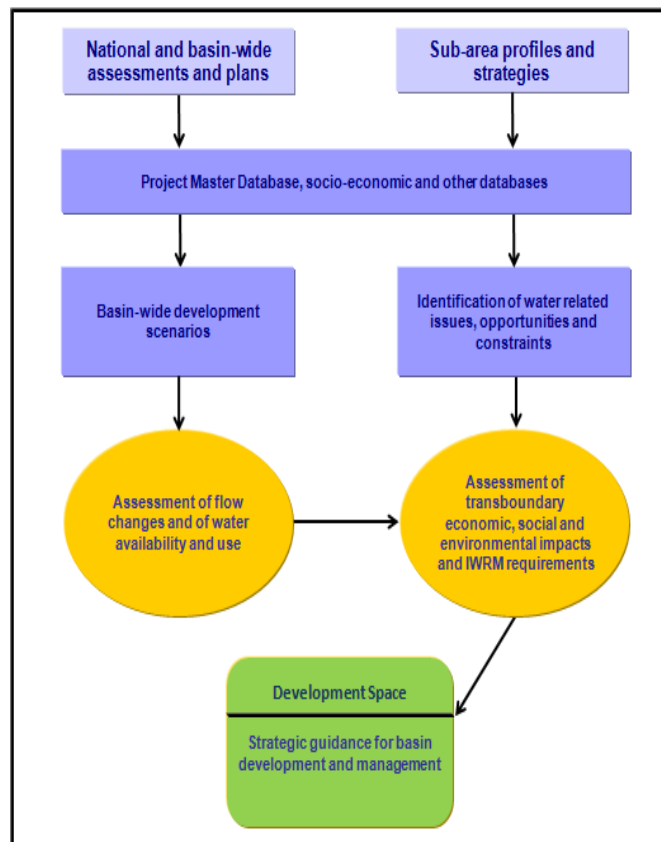 National and basin-wide
assessments and plans
Sub-area profiles and
strategies
Project Master Database, socio-economic and other databases
Basin-wide development
scenarios
Identification of water related
issues, opportunities and
constraints
Assessment of flow
changes and of water
availability and use
Assessment of
transboundary
economic, social and
environmental impacts
and IWRM requirements
Development Space
Strategic guidance for basin
development and management